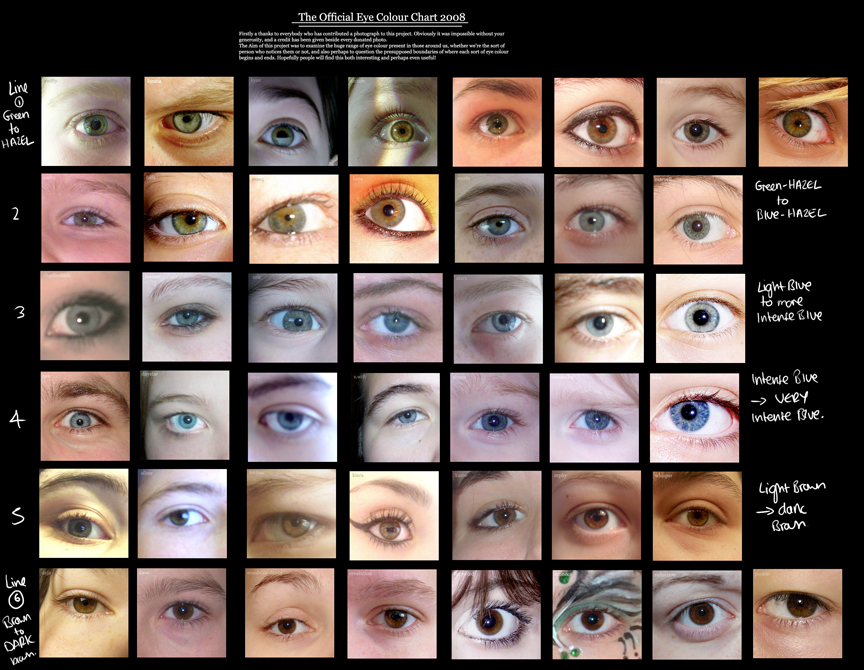 The Official Eye Colour Chart 2008
Firstly a thanks to everybody who has contributed a photograph to this project. Obviously it was impossible without your
generosity, and a credit has been given beside every donated photo.
The Aim of this project was to examine the huge range of eye colour present in those around us, whether we're the sort of
person who notices them or not, and also perhaps to question the presupposed boundaries of where each sort of eye colour
begins and ends. Hopefully people will find this both interesting and perhaps even useful!
Line
1
Green
to
HAZEL
2
Green-HAZEL
to
Blue-HAZEL
3
Light Blue
to more
Intense Blue
4
Intense Blue
→ VERY
Intense Blue.
5
Light Brown
→ dark
Brown
Line
6
Brown
to
DARK
brown.